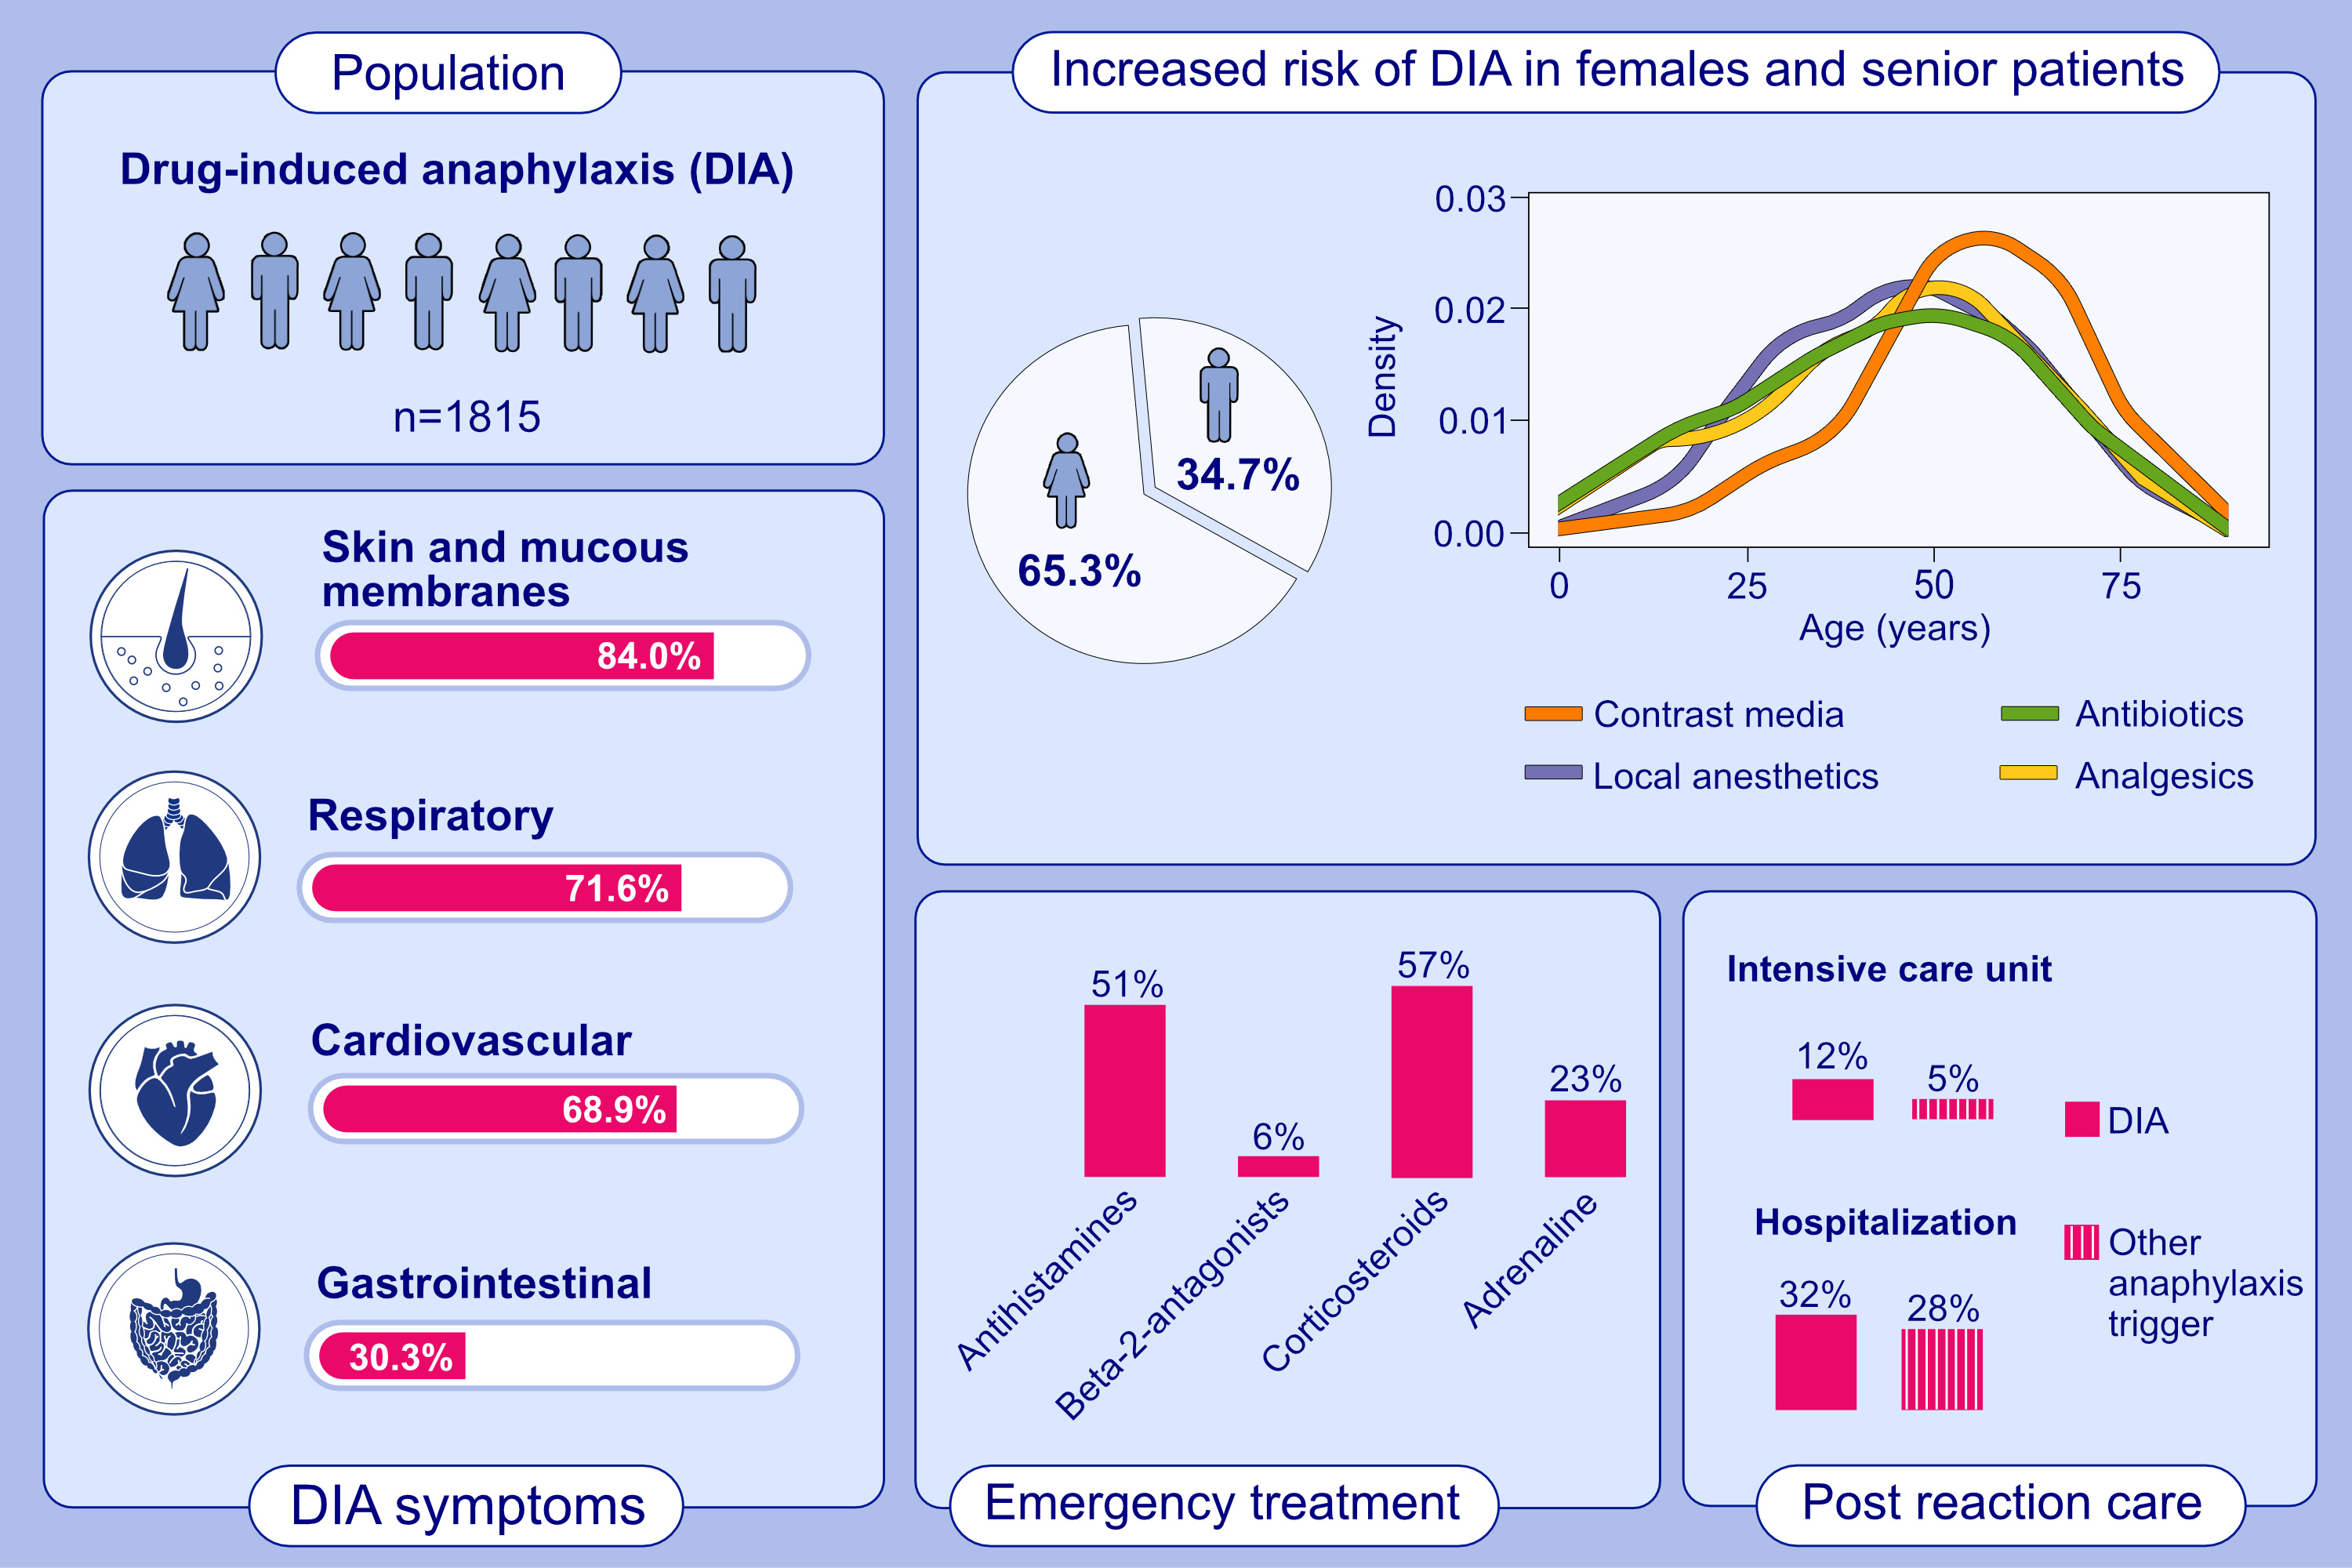 Population
Drug-induced anaphylaxis (DIA)
n=1815
Skin and mucous
membranes
84.0%
Respiratory
71.6%
Cardiovascular
68.9%
Gastrointestinal
30.3%
DIA symptoms
Increased risk of DIA in females and senior patients
34.7%
65.3%
Density
0.03
0.02
0.01
0.00
0 25 50 75
Age (years)
Contrast media
Antibiotics
Local anesthetics
Analgesics
51%
6%
57%
23%
Antihistamines
Beta-2-antagonists
Corticosteroids
Adrenaline
Emergency treatment
Intensive care unit
12%
5%
Hospitalization
32%
28%
DIA
Other
anaphylaxis
trigger
Post reaction care